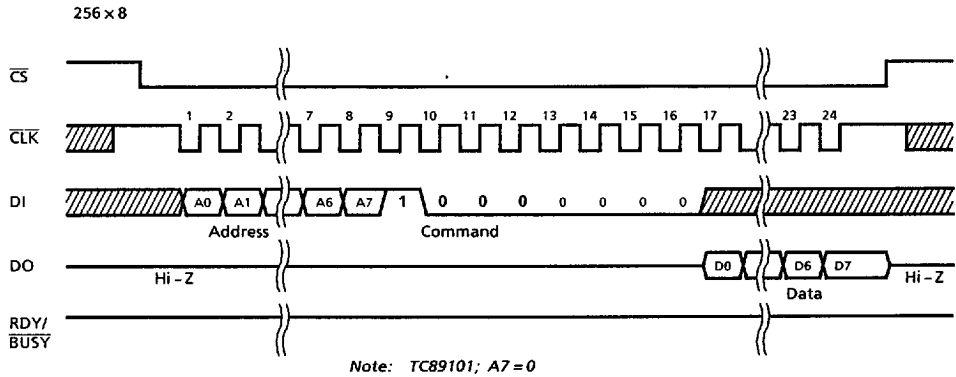 256 × 8
CS
CLK
1 2 7 8 9 10 11 12 13 14 15 16 17 23 24
DI
A0 A1 A6 A7 1 0 0 0 0 0 0 0
Address Command
DO
Hi-Z
D0 D6 D7
Hi-Z
Data
RDY/
BUSY
Note: TC89101; A7 = 0